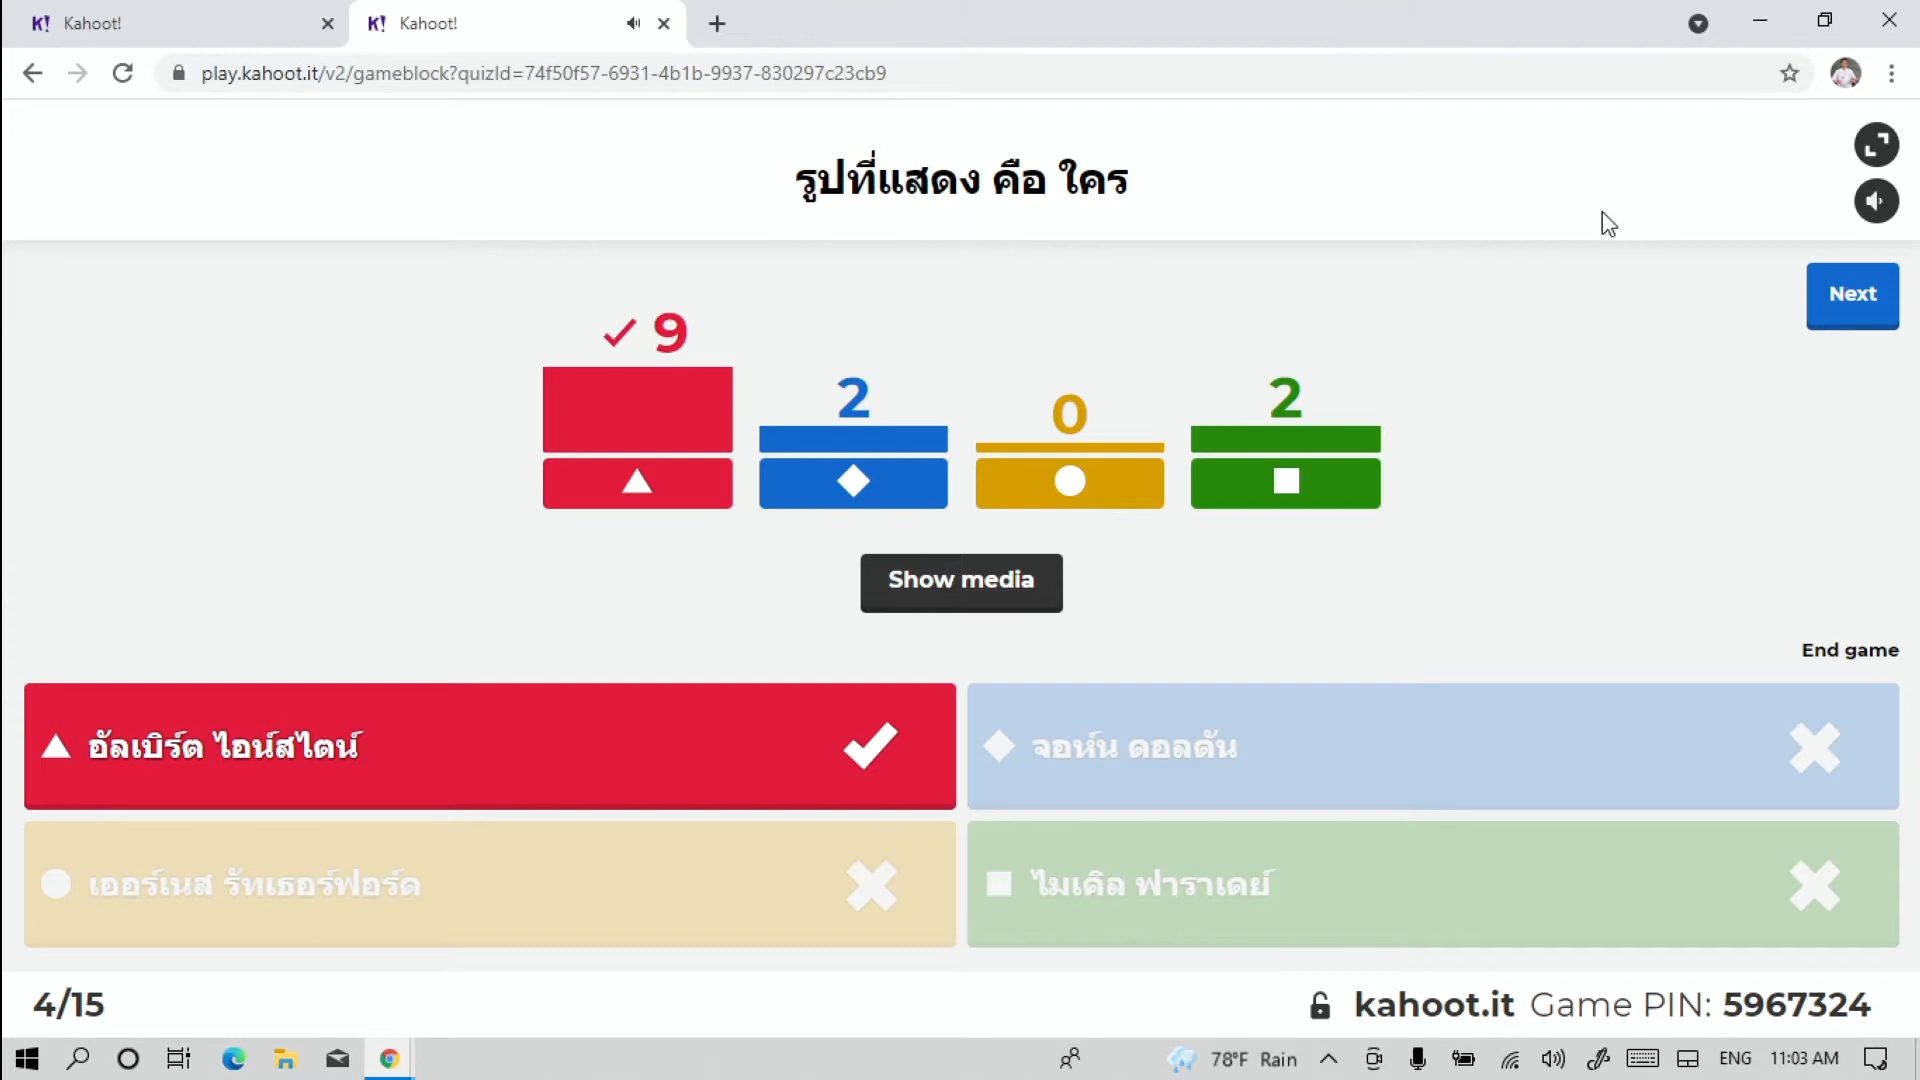 K! Kahoot!
K! Kahoot!
play.kahoot.it/v2/gameblock?quizId=74f50f57-6931-4b1b-9937-830297c23cb9
รูปที่แสดง คือ ใคร
Next
9
2
0
2
Show media
End game
อัลเบิร์ต ไอน์สไตน์
จอห์น ดอลตัน
เออร์เนส รัทเธอร์ฟอร์ด
ไมเคิล ฟาราเดย์
4/15
kahoot.it Game PIN: 5967324
78°F Rain
ENG
11:03 AM